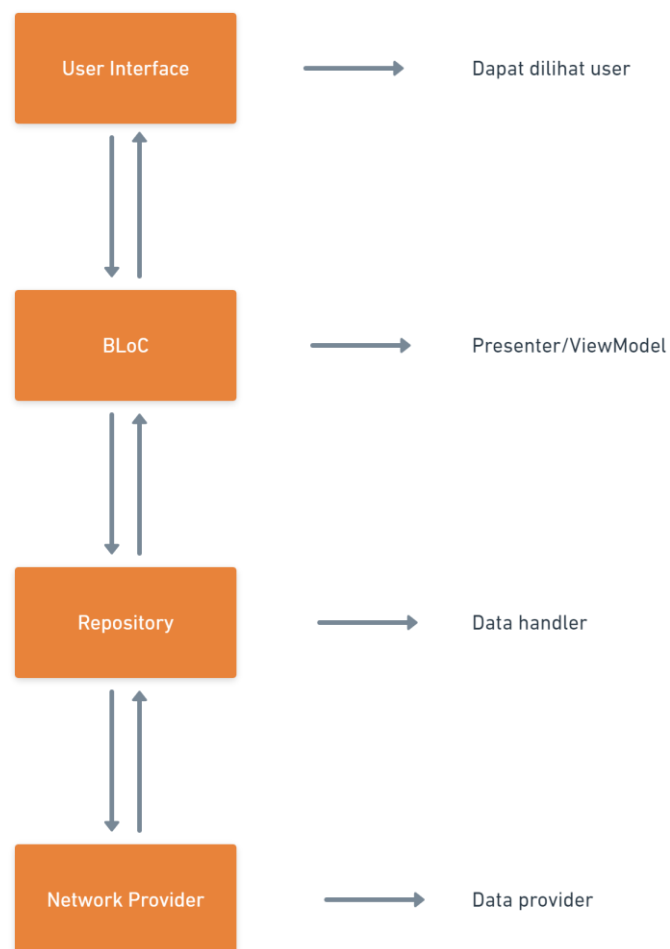 User Interface
Dapat dilihat user
BLoC
Presenter/ViewModel
Repository
Data handler
Network Provider
Data provider